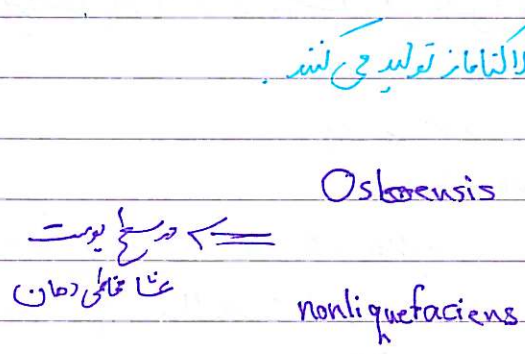 لاکتاماز تولید می کنند .
Osloensis
=> در سطح پوست
غشا مخاطی دهان
nonliquefaciens